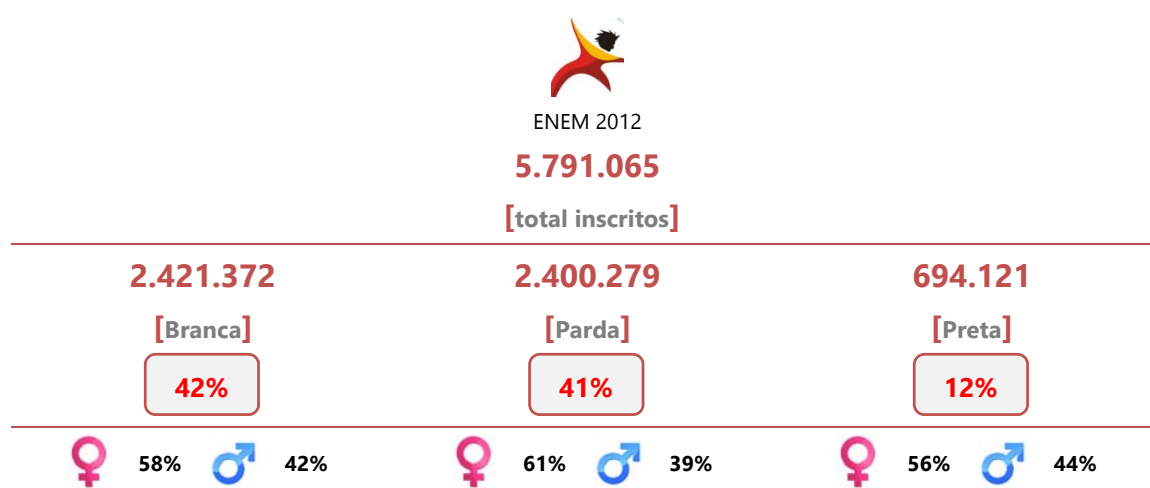 ENEM 2012
5.791.065
[total inscritos]
2.421.372 2.400.279 694.121
[Branca] [Parda] [Preta]
42% 41% 12%
58% 42% 61% 39% 56% 44%